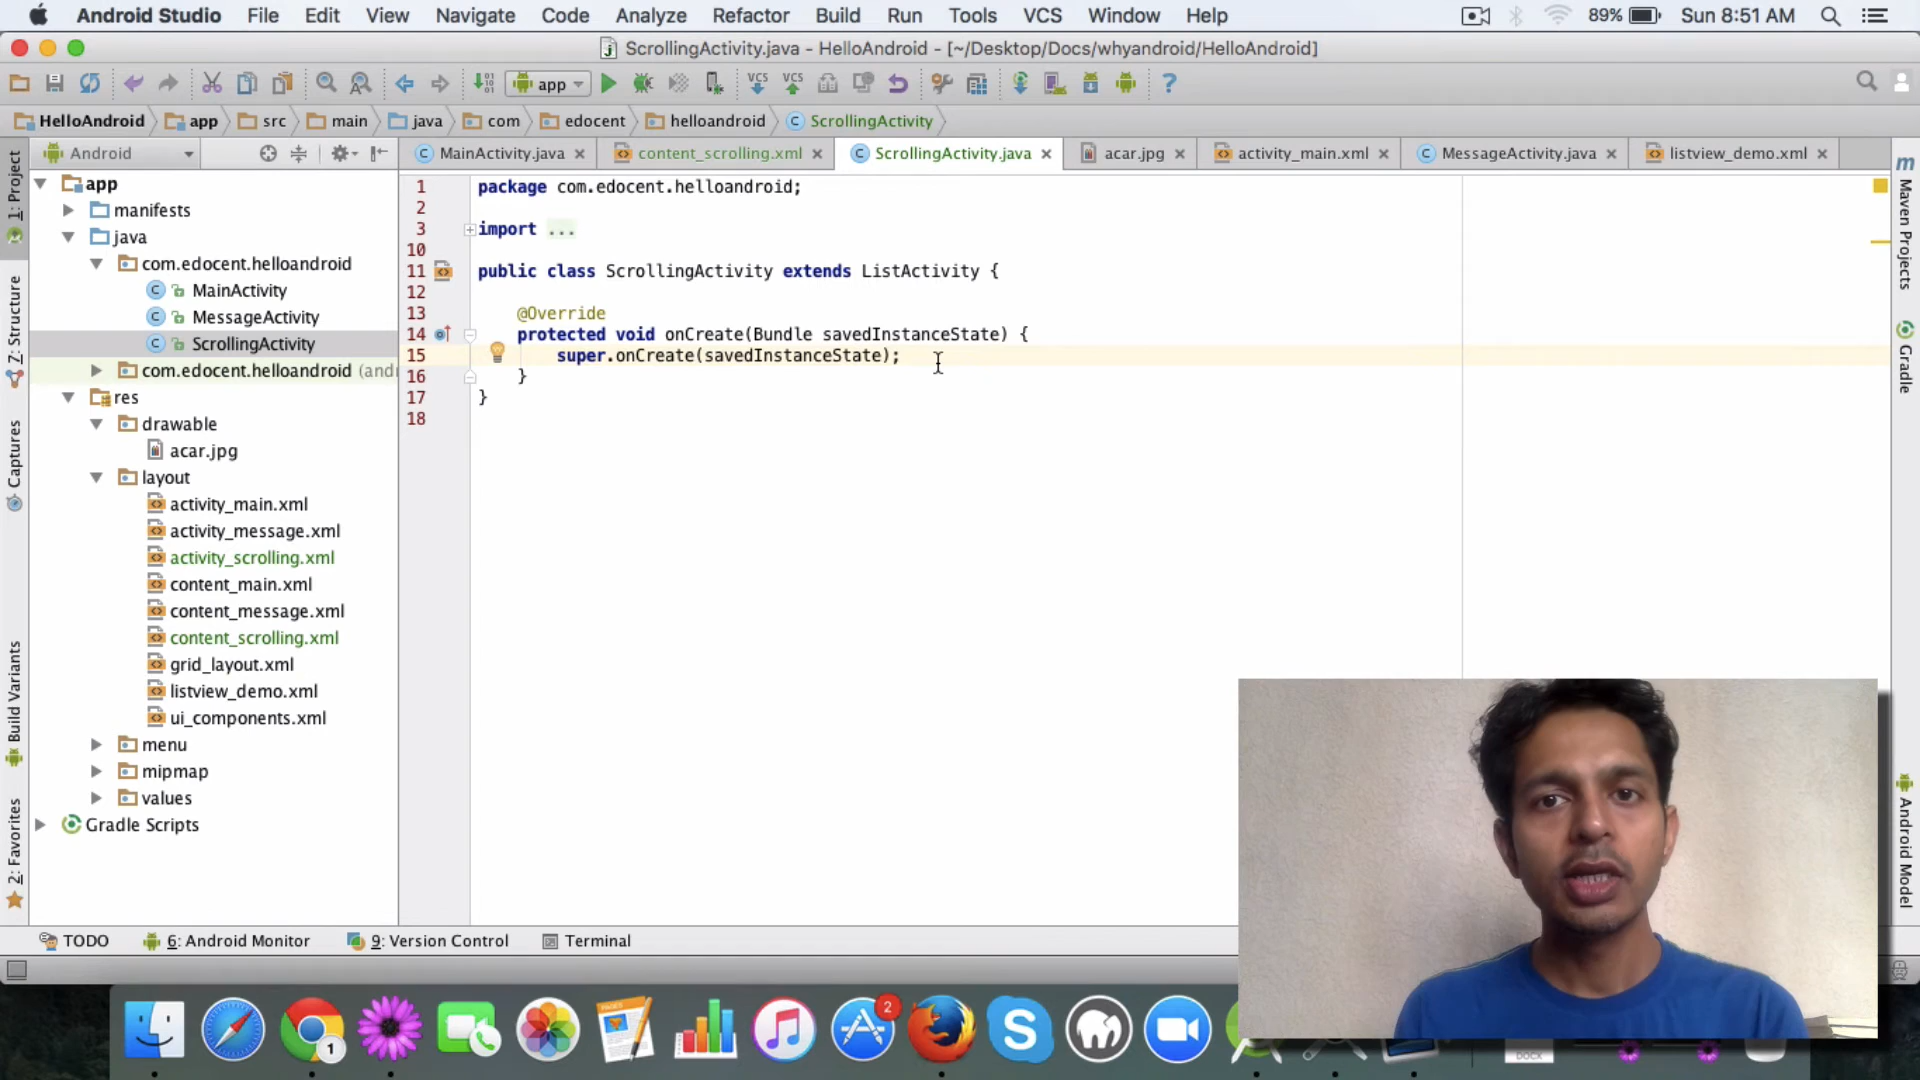 Android Studio File Edit View Navigate Code Analyze Refactor Build Run Tools VCS Window Help 89% Sun 8:51 AM
ScrollingActivity.java - HelloAndroid - [~/Desktop/Docs/whyandroid/HelloAndroid]
app VCS VCS ?
HelloAndroid app src main java com edocent helloandroid ScrollingActivity
Android
MainActivity.java content_scrolling.xml ScrollingActivity.java acar.jpg activity_main.xml MessageActivity.java listview_demo.xml
1: Project
Z: Structure
Captures
Build Variants
2: Favorites
app
manifests
java
com.edocent.helloandroid
MainActivity
MessageActivity
ScrollingActivity
com.edocent.helloandroid (and
res
drawable
acar.jpg
layout
activity_main.xml
activity_message.xml
activity_scrolling.xml
content_main.xml
content_message.xml
content_scrolling.xml
grid_layout.xml
listview_demo.xml
ui_components.xml
menu
mipmap
values
Gradle Scripts
1 package com.edocent.helloandroid;
2
3 import ...
10
11 public class ScrollingActivity extends ListActivity {
12
13 @Override
14 protected void onCreate(Bundle savedInstanceState) {
15 super.onCreate(savedInstanceState);
16 }
17 }
18
m Maven Projects
Gradle
Android Model
TODO 6: Android Monitor 9: Version Control Terminal
1
PAGES
2
S
DOCX